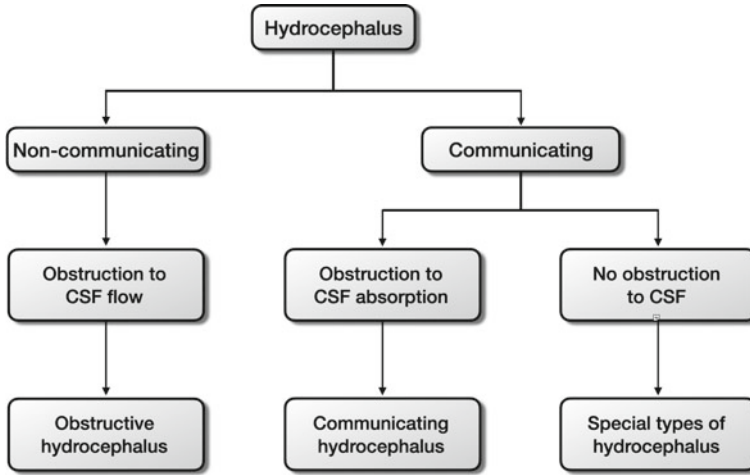 Hydrocephalus
Non-communicating
Communicating
Obstruction to
CSF flow
Obstruction to
CSF absorption
No obstruction
to CSF
Obstructive
hydrocephalus
Communicating
hydrocephalus
Special types of
hydrocephalus